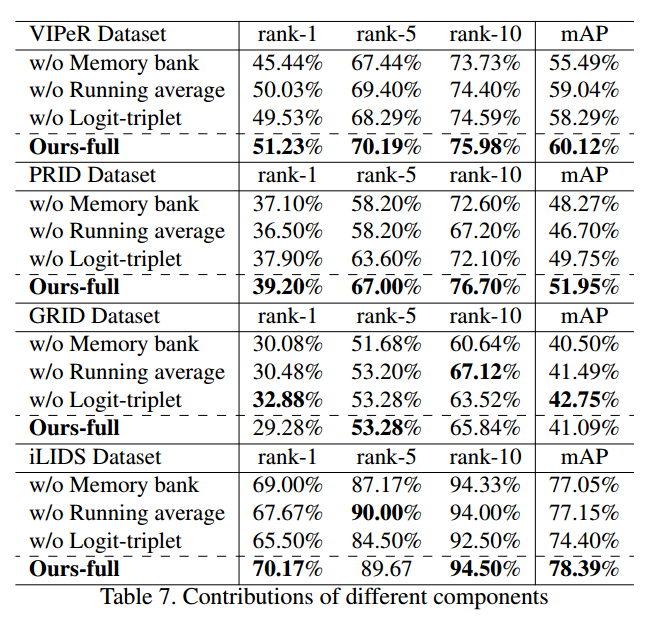 VIPeR Dataset rank-1 rank-5 rank-10 mAP
w/o Memory bank 45.44% 67.44% 73.73% 55.49%
w/o Running average 50.03% 69.40% 74.40% 59.04%
w/o Logit-triplet 49.53% 68.29% 74.59% 58.29%
Ours-full 51.23% 70.19% 75.98% 60.12%
PRID Dataset rank-1 rank-5 rank-10 mAP
w/o Memory bank 37.10% 58.20% 72.60% 48.27%
w/o Running average 36.50% 58.20% 67.20% 46.70%
w/o Logit-triplet 37.90% 63.60% 72.10% 49.75%
Ours-full 39.20% 67.00% 76.70% 51.95%
GRID Dataset rank-1 rank-5 rank-10 mAP
w/o Memory bank 30.08% 51.68% 60.64% 40.50%
w/o Running average 30.48% 53.20% 67.12% 41.49%
w/o Logit-triplet 32.88% 53.28% 63.52% 42.75%
Ours-full 29.28% 53.28% 65.84% 41.09%
iLIDS Dataset rank-1 rank-5 rank-10 mAP
w/o Memory bank 69.00% 87.17% 94.33% 77.05%
w/o Running average 67.67% 90.00% 94.00% 77.15%
w/o Logit-triplet 65.50% 84.50% 92.50% 74.40%
Ours-full 70.17% 89.67 94.50% 78.39%
Table 7. Contributions of different components